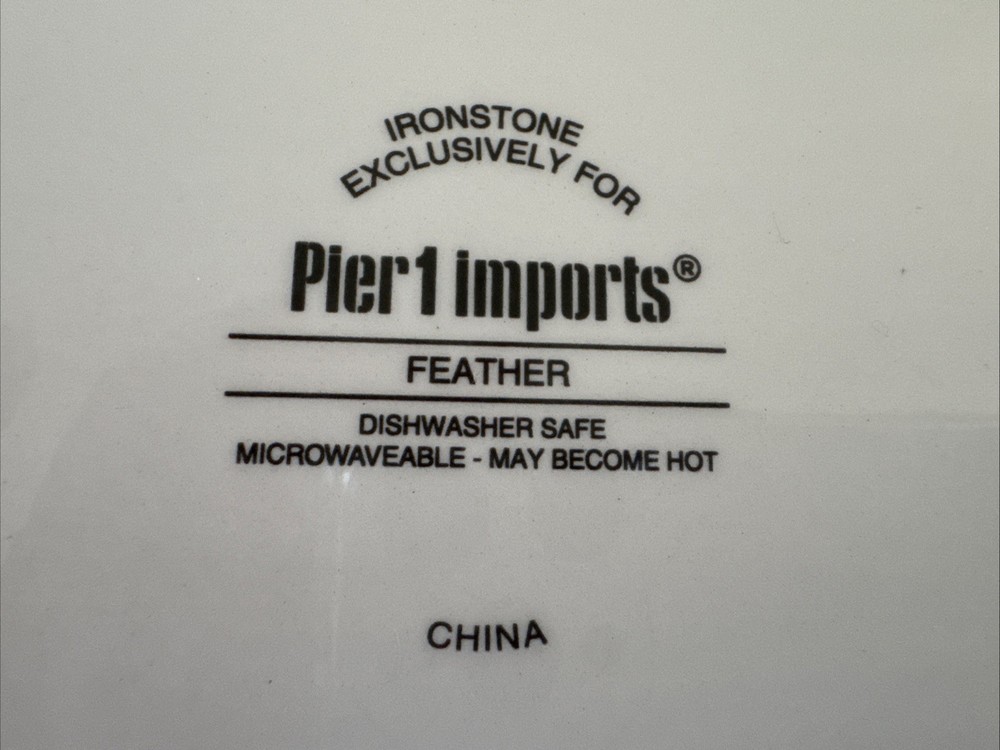 IRONSTONE
EXCLUSIVELY FOR
Pier1 imports®
FEATHER
DISHWASHER SAFE
MICROWAVEABLE - MAY BECOME HOT
CHINA